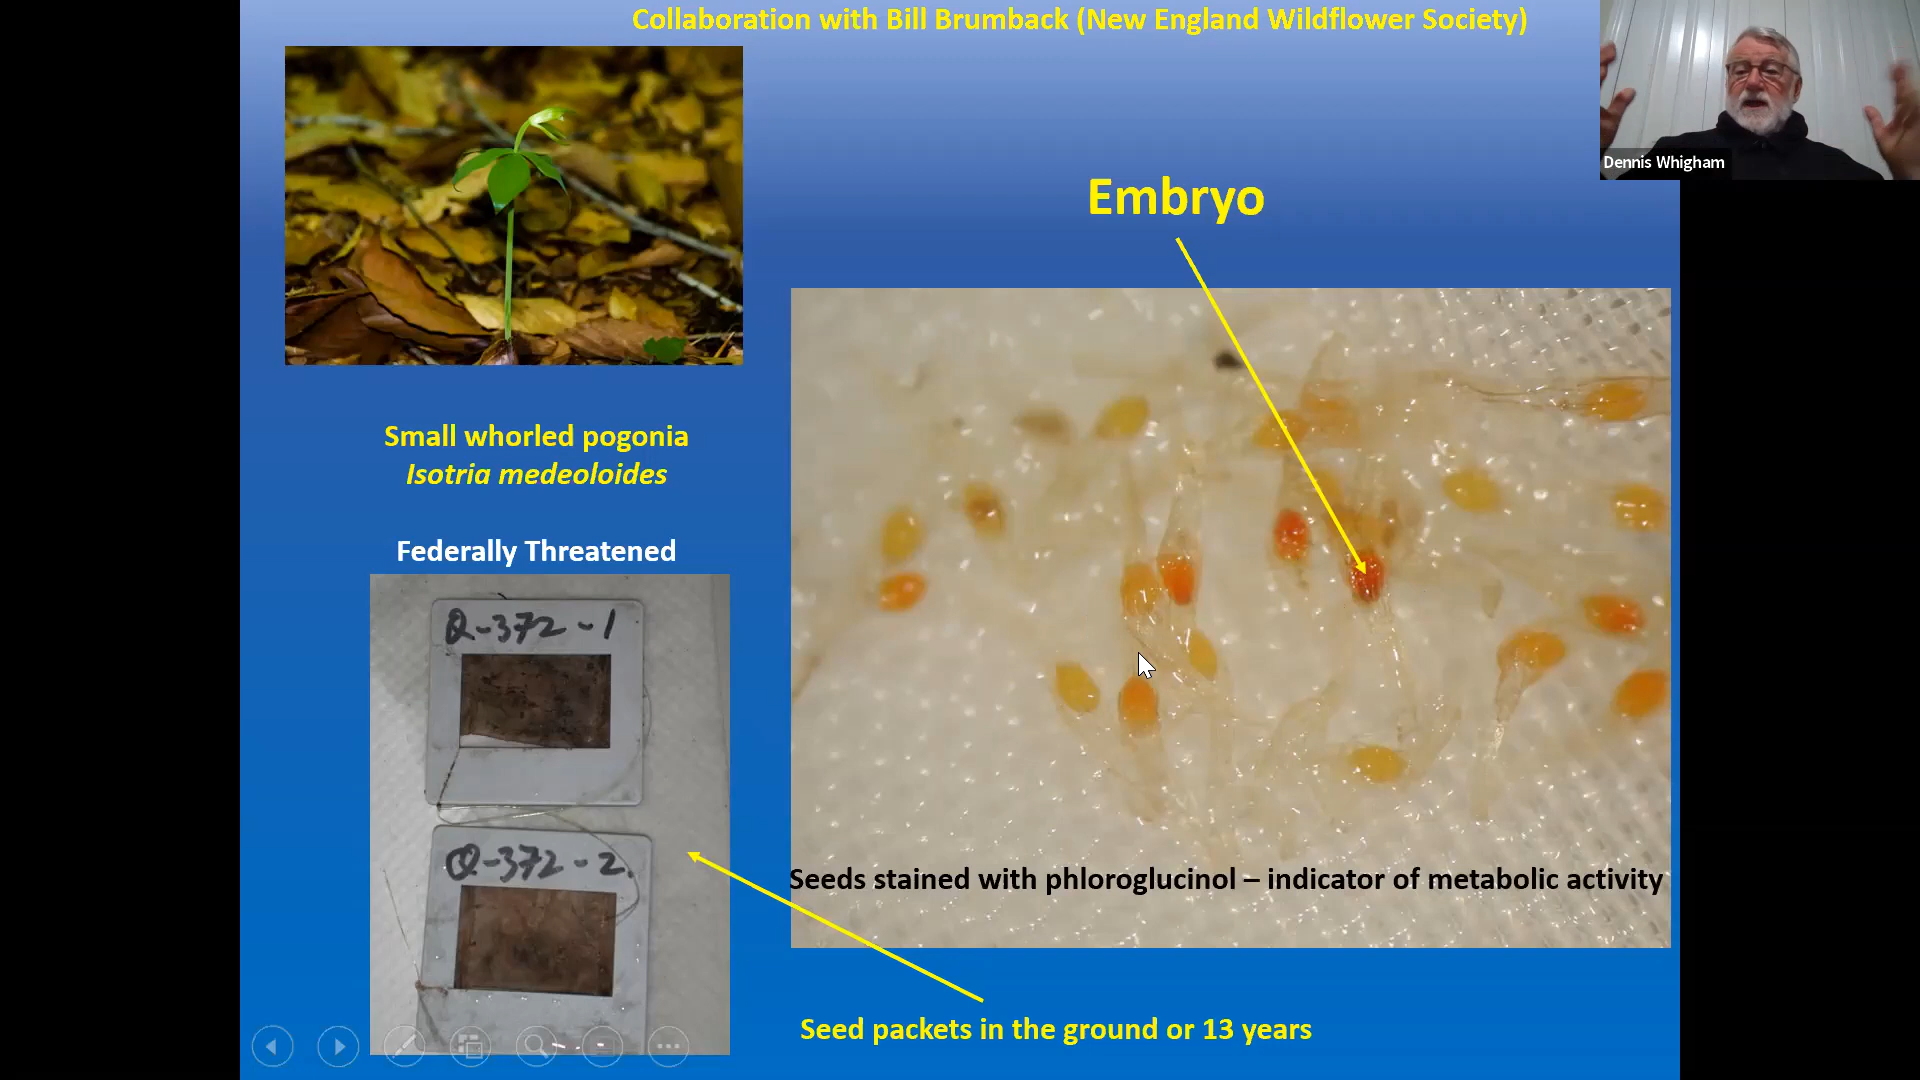 Collaboration with Bill Brumback (New England Wildflower Society)
Dennis Whigham
Embryo
Small whorled pogonia
Isotria medeoloides
Federally Threatened
Q-372-1
Q-372-2
Seeds stained with phloroglucinol – indicator of metabolic activity
Seed packets in the ground or 13 years